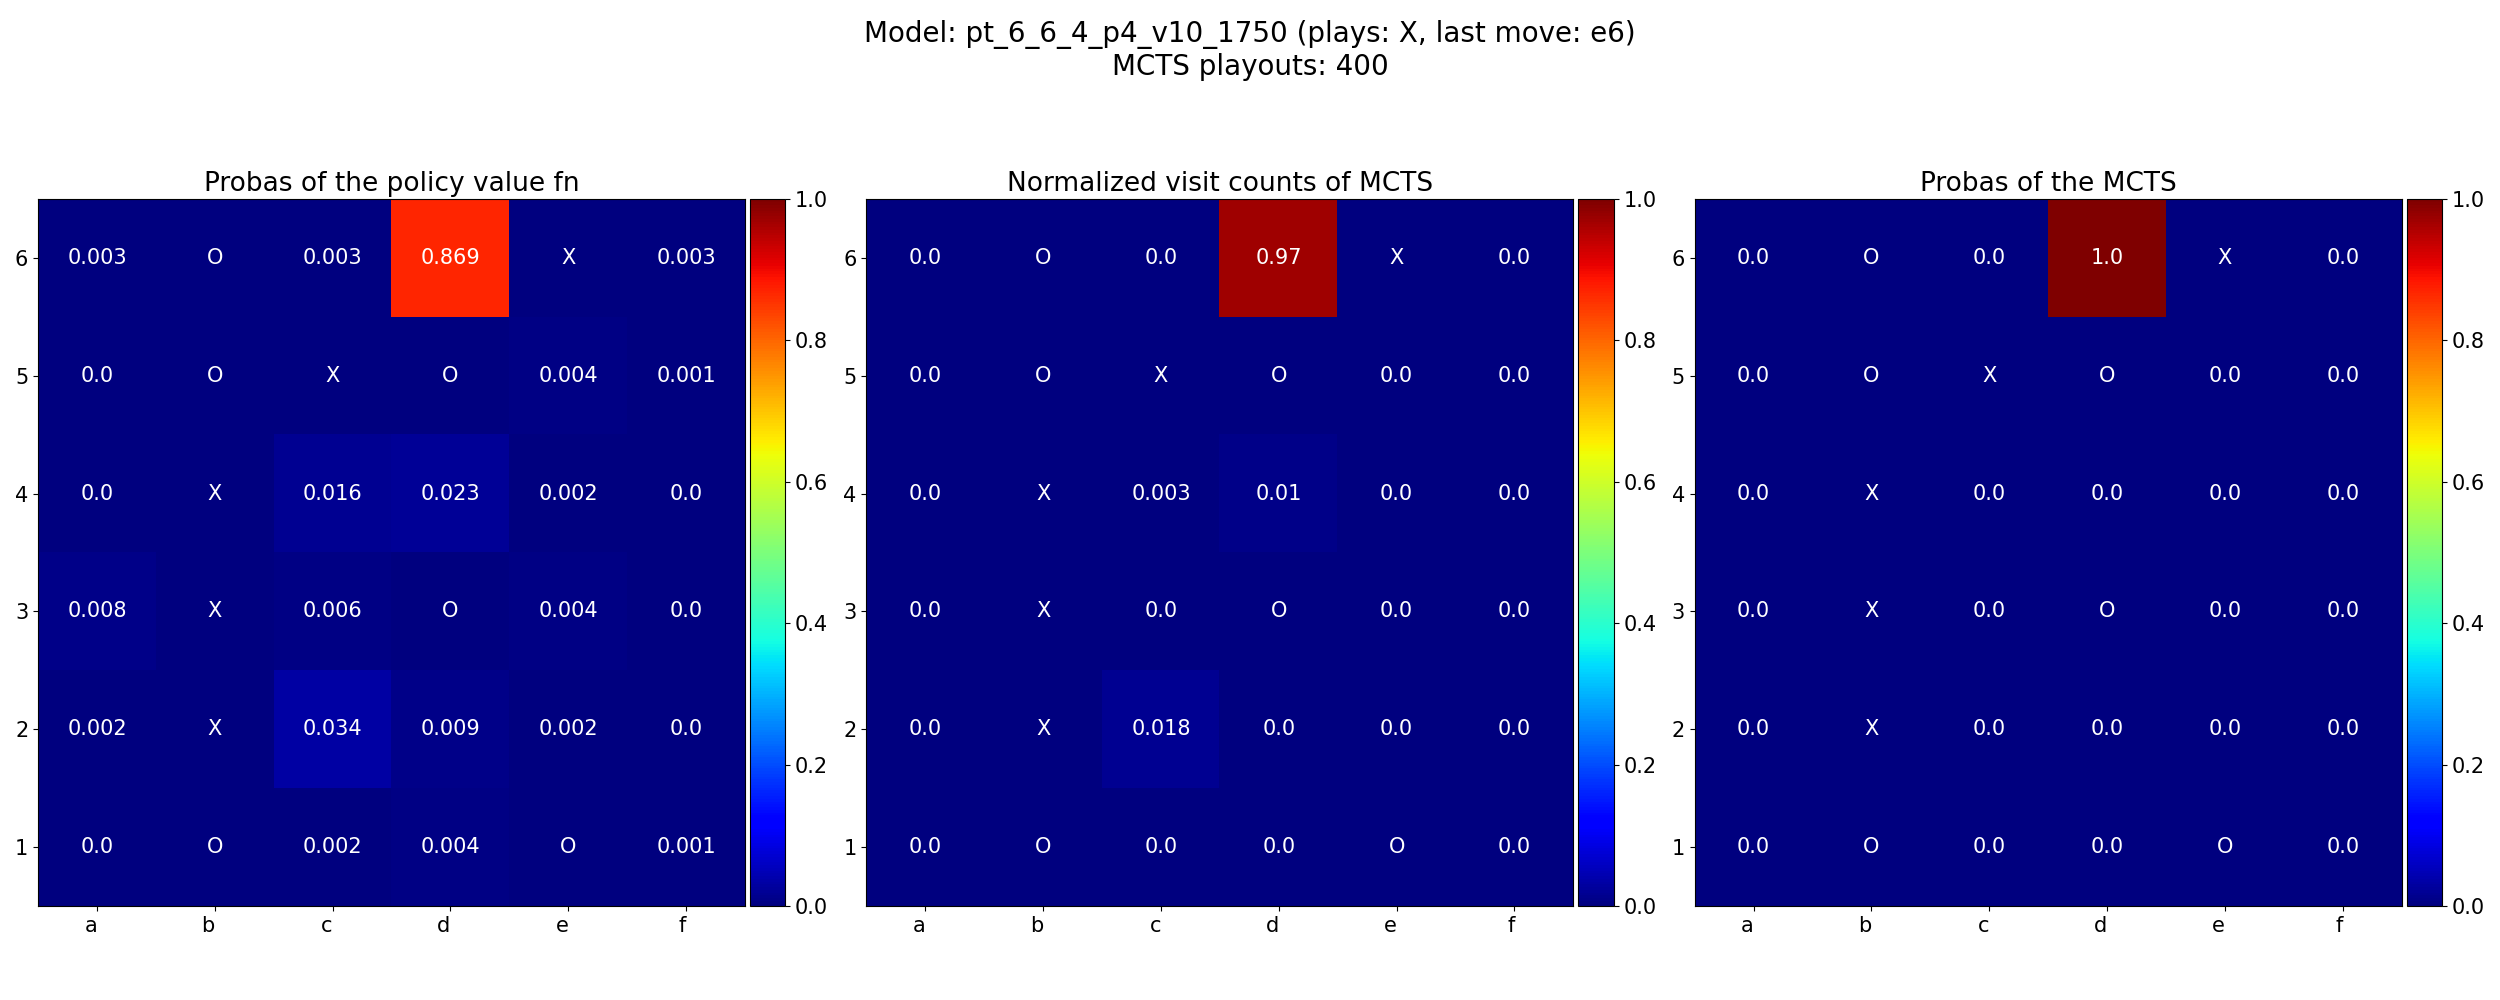 Model: pt_6_6_4_p4_v10_1750 (plays: X, last move: e6)
MCTS playouts: 400
Probas of the policy value fn
6 0.003 O 0.003 0.869 X 0.003
5 0.0 O X O 0.004 0.001
4 0.0 X 0.016 0.023 0.002 0.0
3 0.008 X 0.006 O 0.004 0.0
2 0.002 X 0.034 0.009 0.002 0.0
1 0.0 O 0.002 0.004 O 0.001
a b c d e f
1.0
0.8
0.6
0.4
0.2
0.0
Normalized visit counts of MCTS
6 0.0 O 0.0 0.97 X 0.0
5 0.0 O X O 0.0 0.0
4 0.0 X 0.003 0.01 0.0 0.0
3 0.0 X 0.0 O 0.0 0.0
2 0.0 X 0.018 0.0 0.0 0.0
1 0.0 O 0.0 0.0 O 0.0
a b c d e f
1.0
0.8
0.6
0.4
0.2
0.0
Probas of the MCTS
6 0.0 O 0.0 1.0 X 0.0
5 0.0 O X O 0.0 0.0
4 0.0 X 0.0 0.0 0.0 0.0
3 0.0 X 0.0 O 0.0 0.0
2 0.0 X 0.0 0.0 0.0 0.0
1 0.0 O 0.0 0.0 O 0.0
a b c d e f
1.0
0.8
0.6
0.4
0.2
0.0